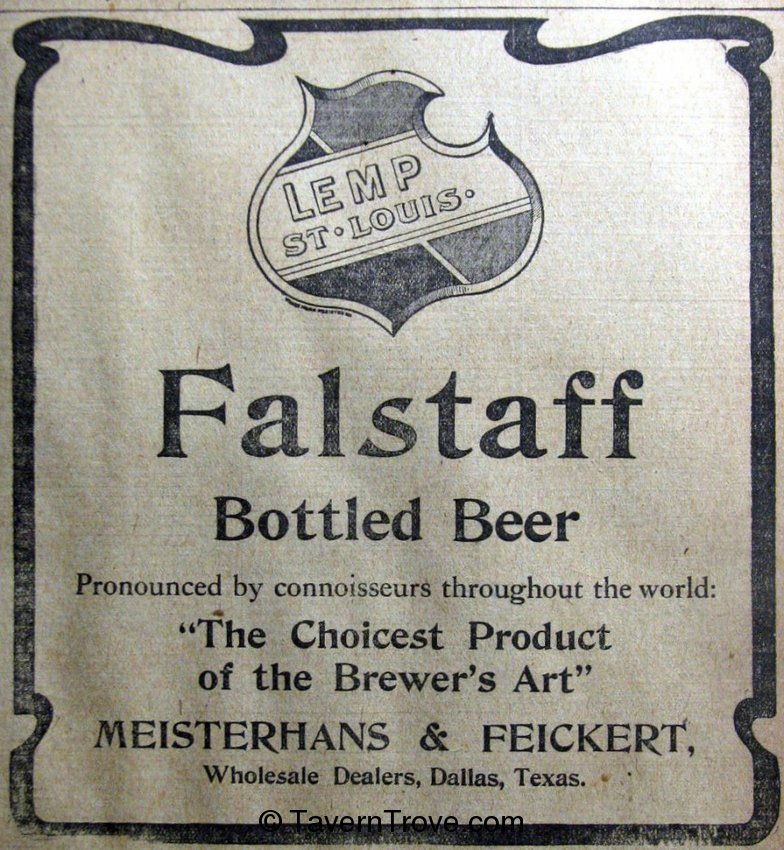 LEMP
ST·LOUIS·
Falstaff
Bottled Beer
Pronounced by connoisseurs throughout the world:
“The Choicest Product
of the Brewer's Art”
MEISTERHANS & FEICKERT,
Wholesale Dealers, Dallas, Texas.
© TavernTrove.com